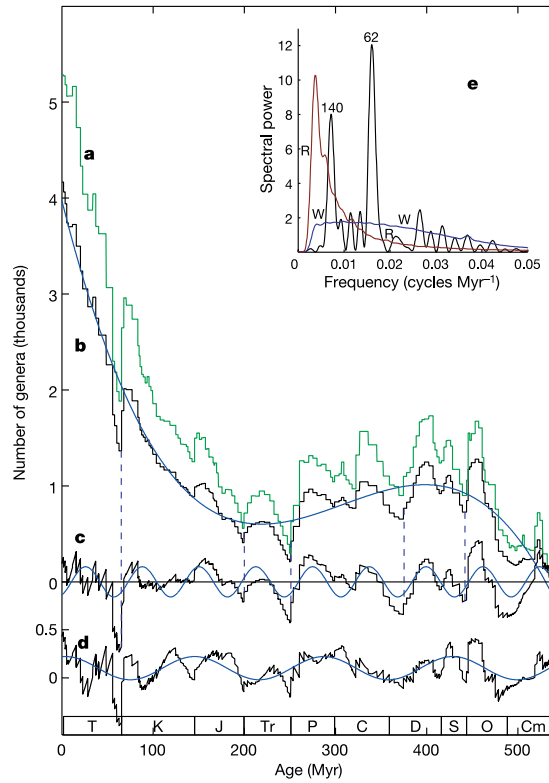 62
12
e
10
140
8
Spectral power
6
R
4
W
W
2
R
0
0.01
0.02
0.03
0.04
0.05
Frequency (cycles Myr⁻¹)
5
a
4
3
b
Number of genera (thousands)
2
1
c
0
0.5
d
0
T
K
J
Tr
P
C
D
S
O
Cm
0
100
200
300
400
500
Age (Myr)